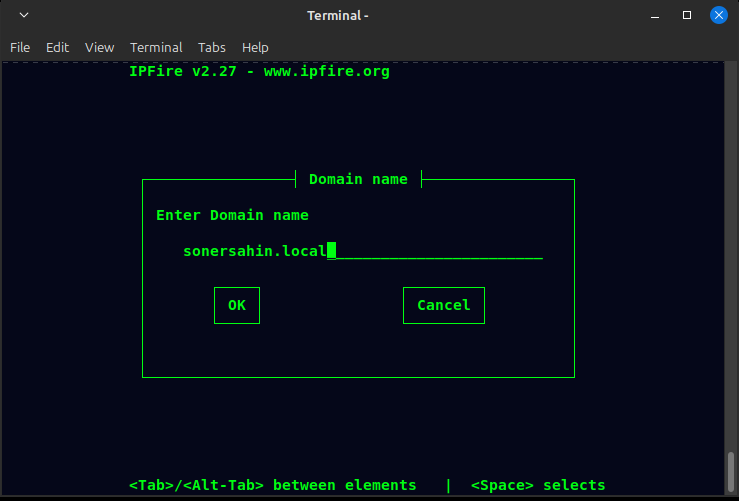 Terminal -
File Edit View Terminal Tabs Help
IPFire v2.27 - www.ipfire.org
Domain name
Enter Domain name
sonersahin.local
OK Cancel
<Tab>/<Alt-Tab> between elements | <Space> selects